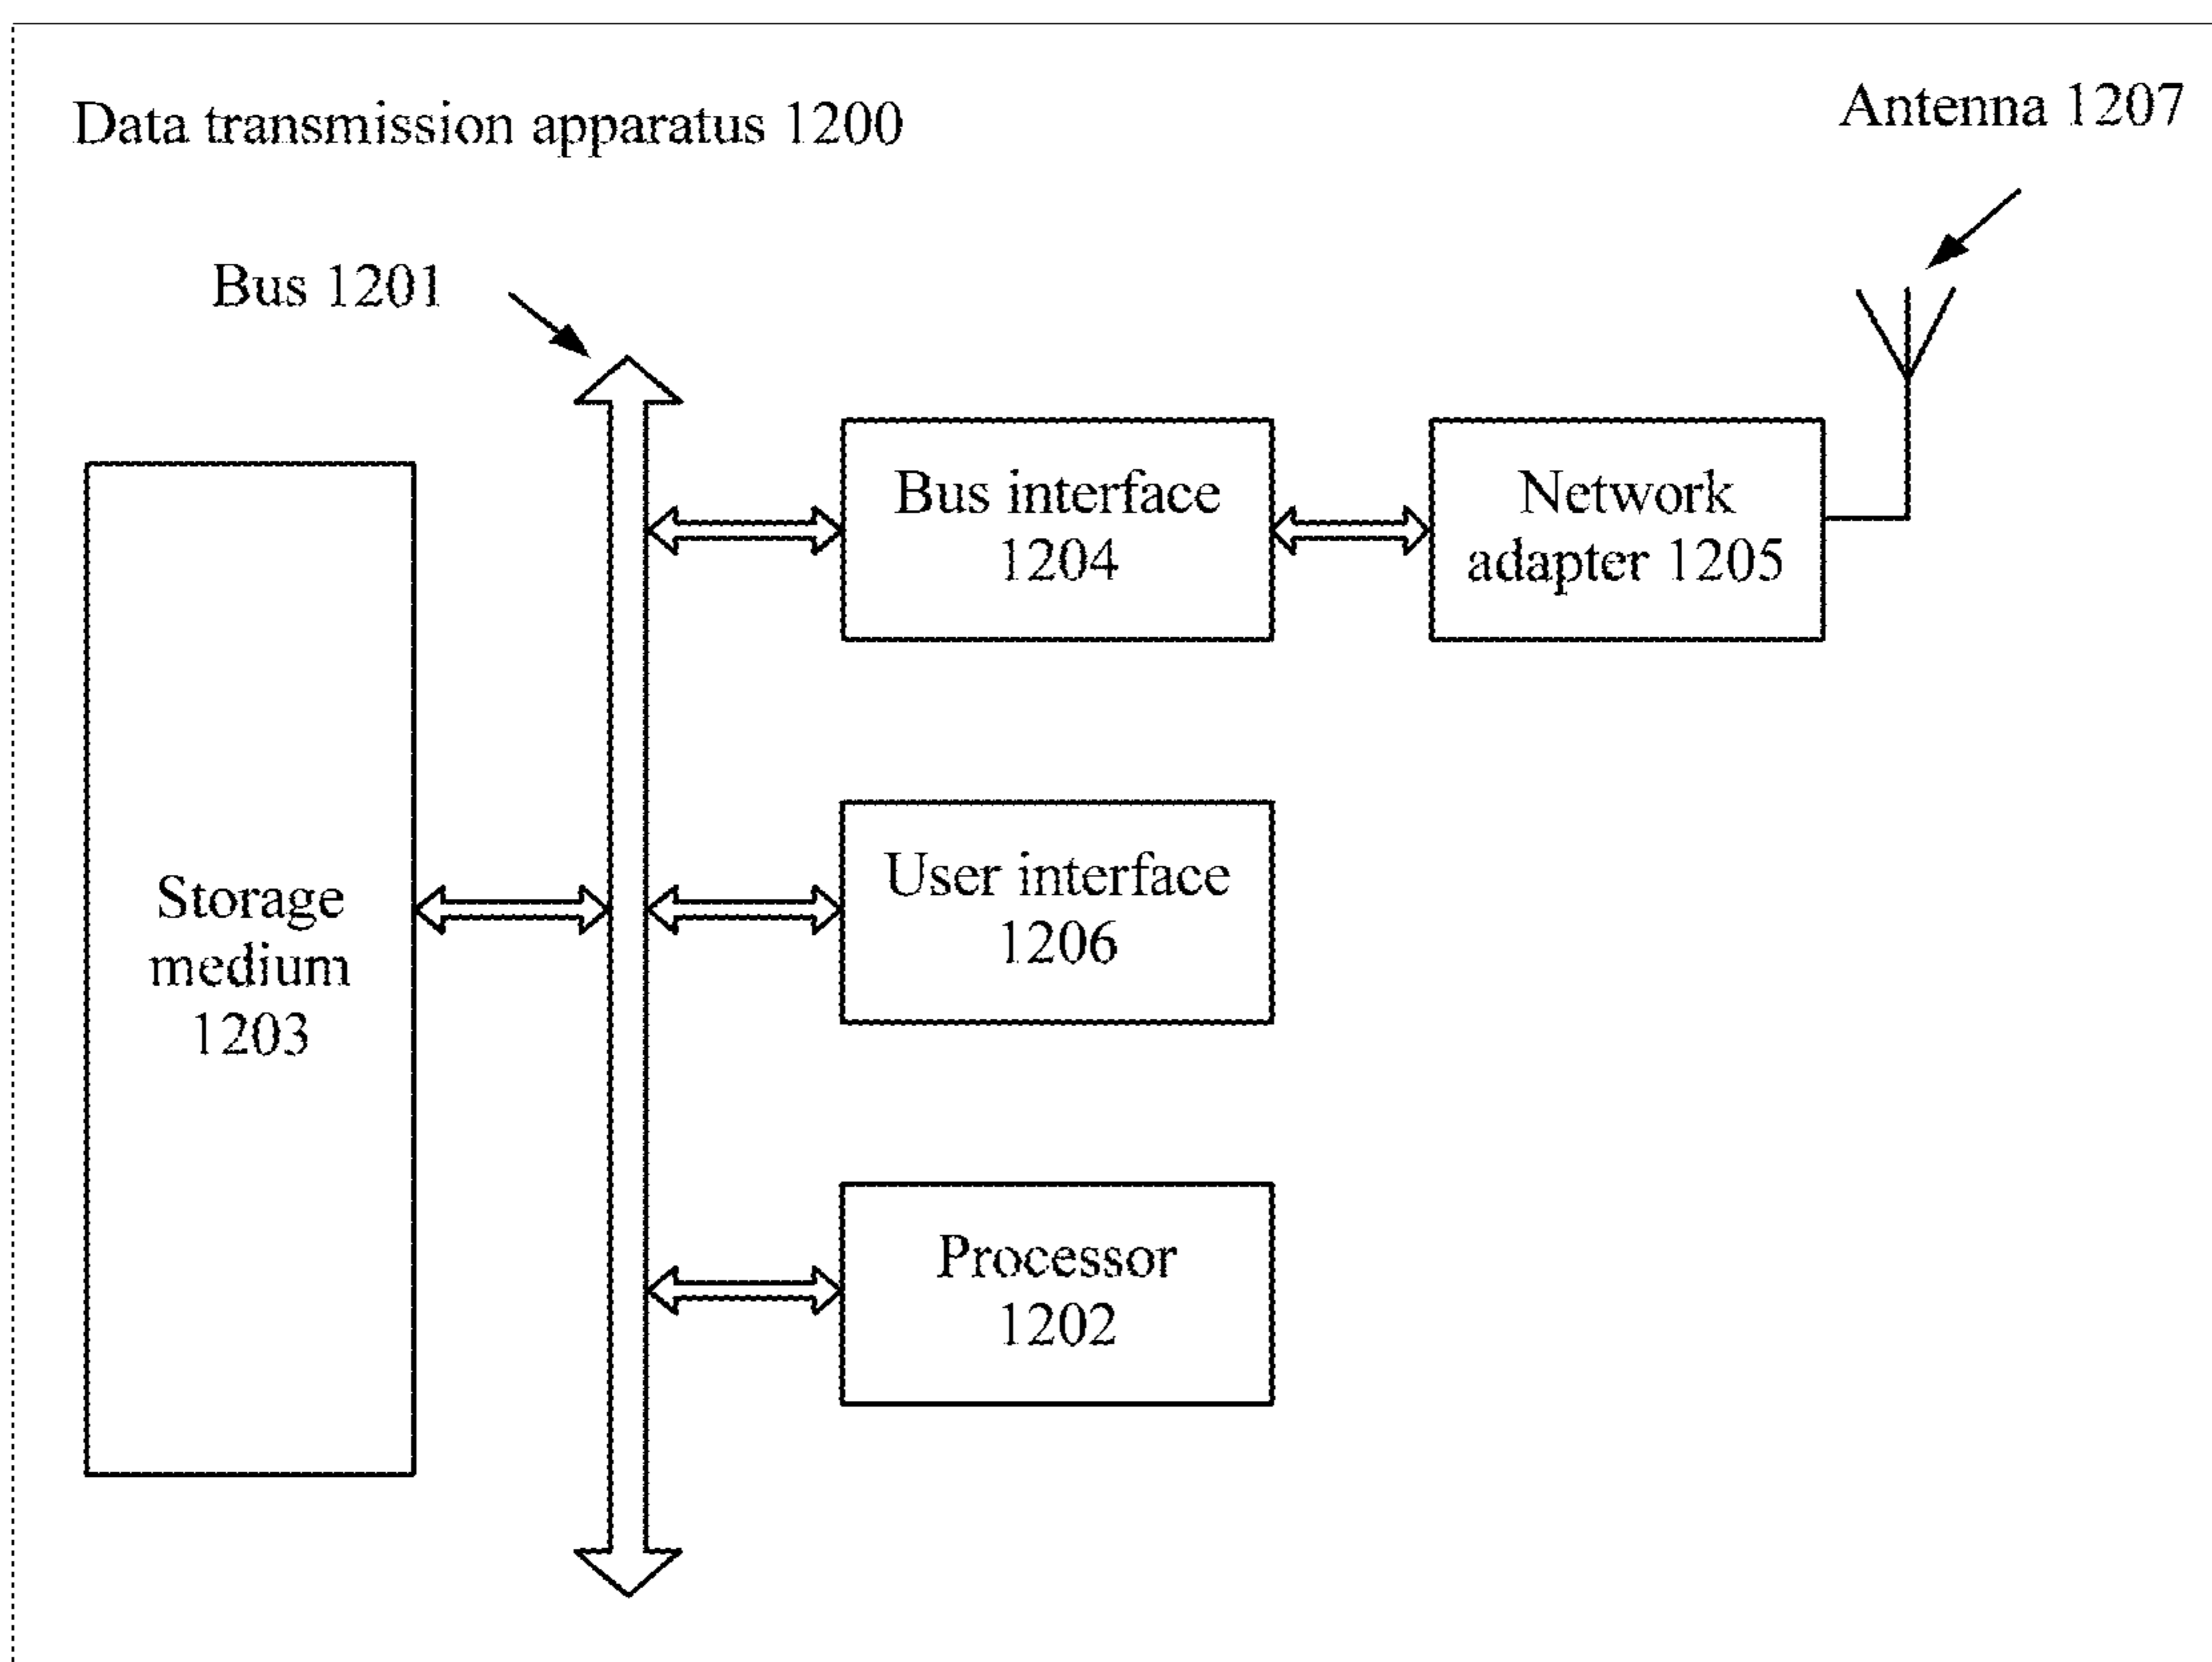 Data transmission apparatus 1200
Antenna 1207
Bus 1201
Bus interface
1204
Network
adapter 1205
Storage
medium
1203
User interface
1206
Processor
1202